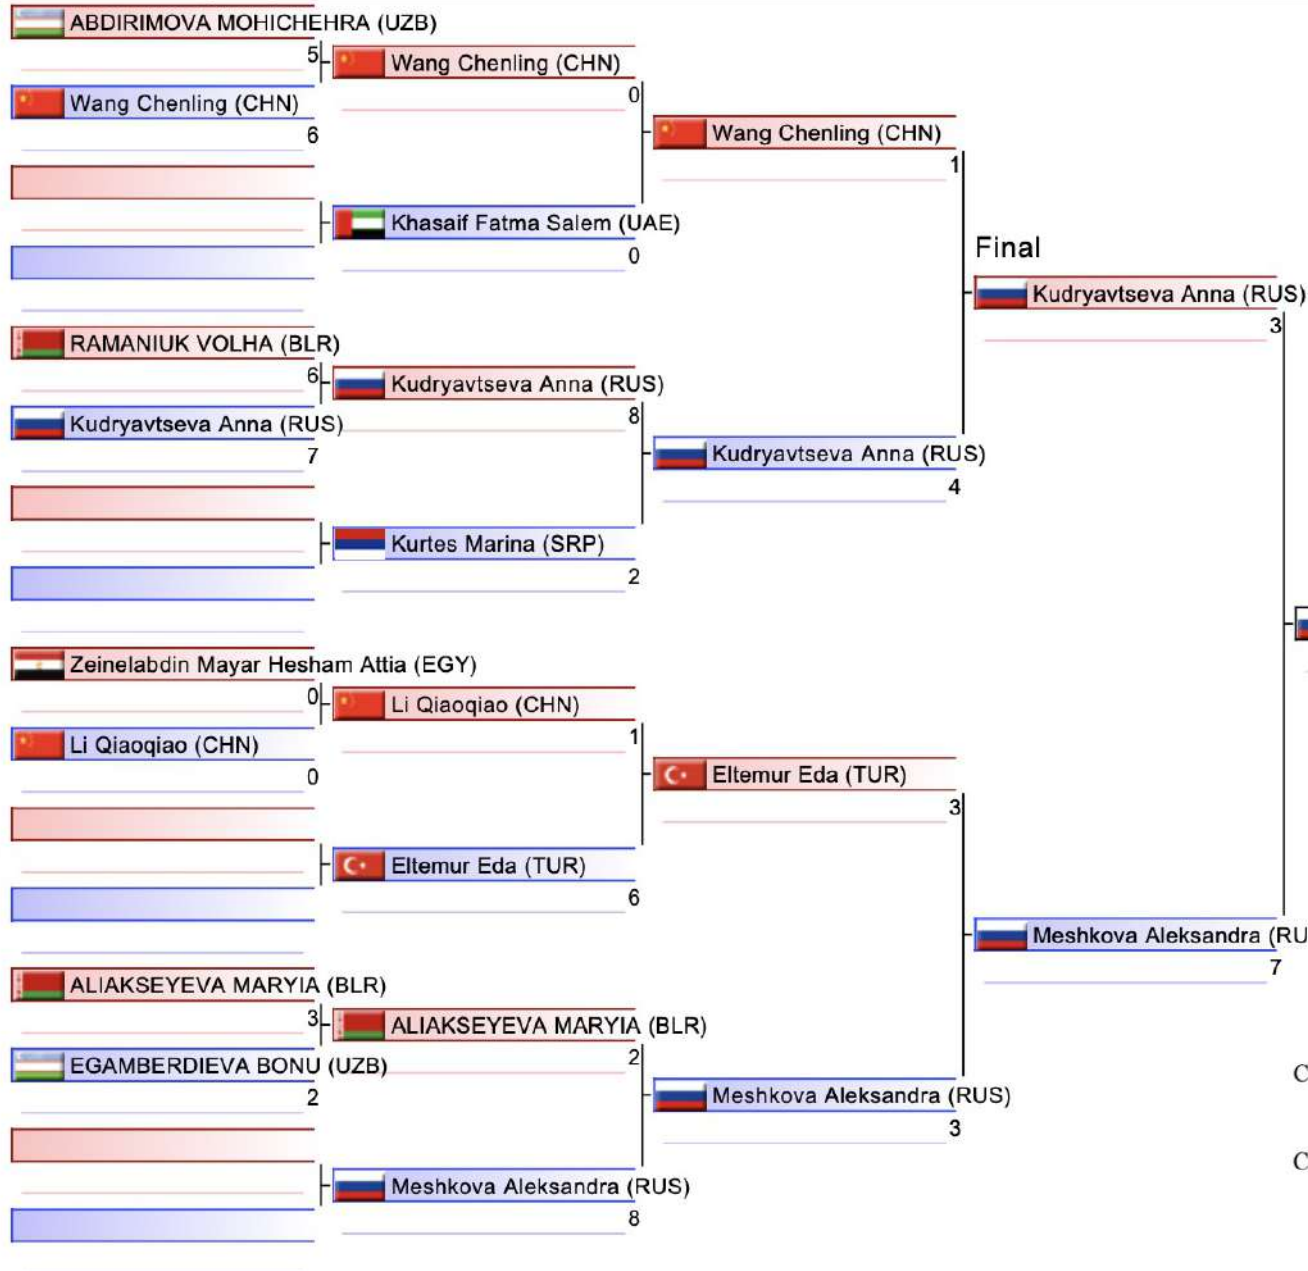 ABDIRIMOVA MOHICHEHRA (UZB)
5
Wang Chenling (CHN)
6
Wang Chenling (CHN)
0
Khasaif Fatma Salem (UAE)
0
Wang Chenling (CHN)
1
RAMANIUK VOLHA (BLR)
6
Kudryavtseva Anna (RUS)
7
Kudryavtseva Anna (RUS)
8
Kurtes Marina (SRP)
2
Kudryavtseva Anna (RUS)
4
Final
Kudryavtseva Anna (RUS)
3
Zeinelabdin Mayar Hesham Attia (EGY)
0
Li Qiaoqiao (CHN)
0
Li Qiaoqiao (CHN)
1
Eltemur Eda (TUR)
6
Eltemur Eda (TUR)
3
ALIAKSEYEVA MARYIA (BLR)
3
EGAMBERDIEVA BONU (UZB)
2
ALIAKSEYEVA MARYIA (BLR)
2
Meshkova Aleksandra (RUS)
8
Meshkova Aleksandra (RUS)
3
Meshkova Aleksandra (RU
7
C
C